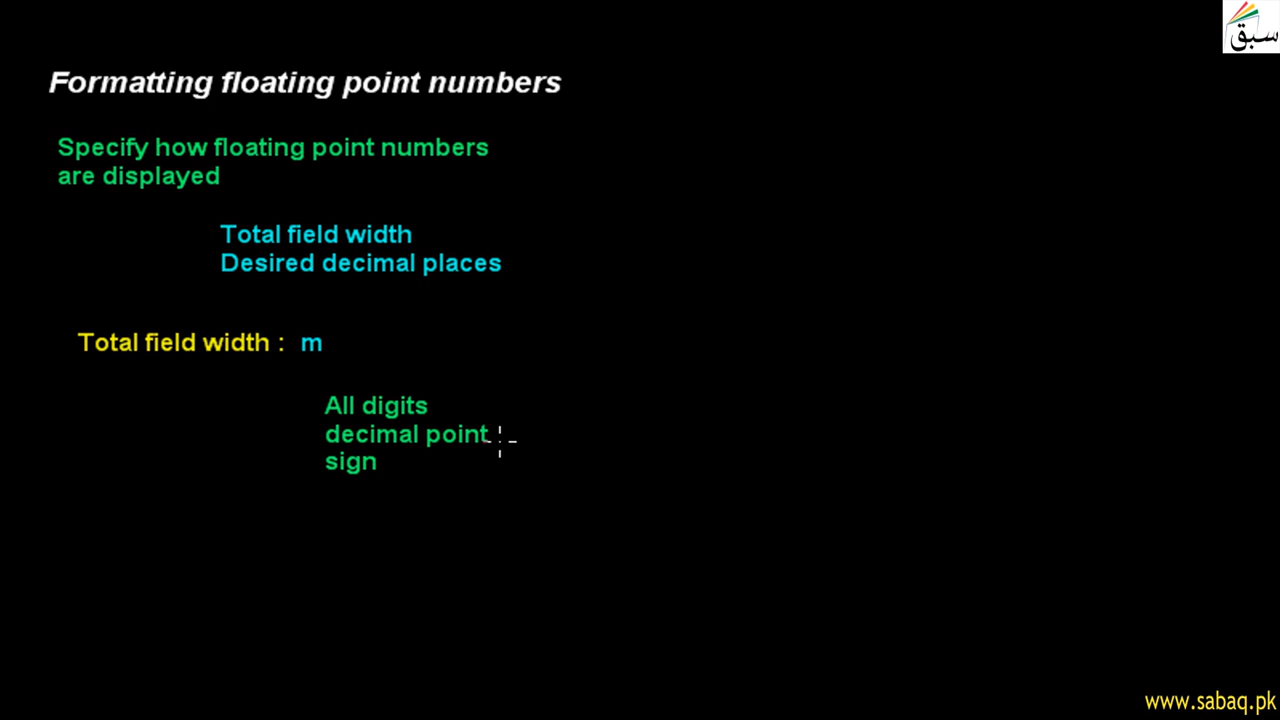 سبق
Formatting floating point numbers
Specify how floating point numbers
are displayed
Total field width
Desired decimal places
Total field width : m
All digits
decimal point
sign
www.sabaq.pk